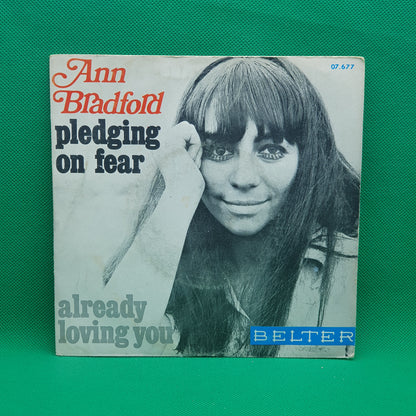 Ann
Bradford
07.677
pledging
on fear
already
loving you
BELTER